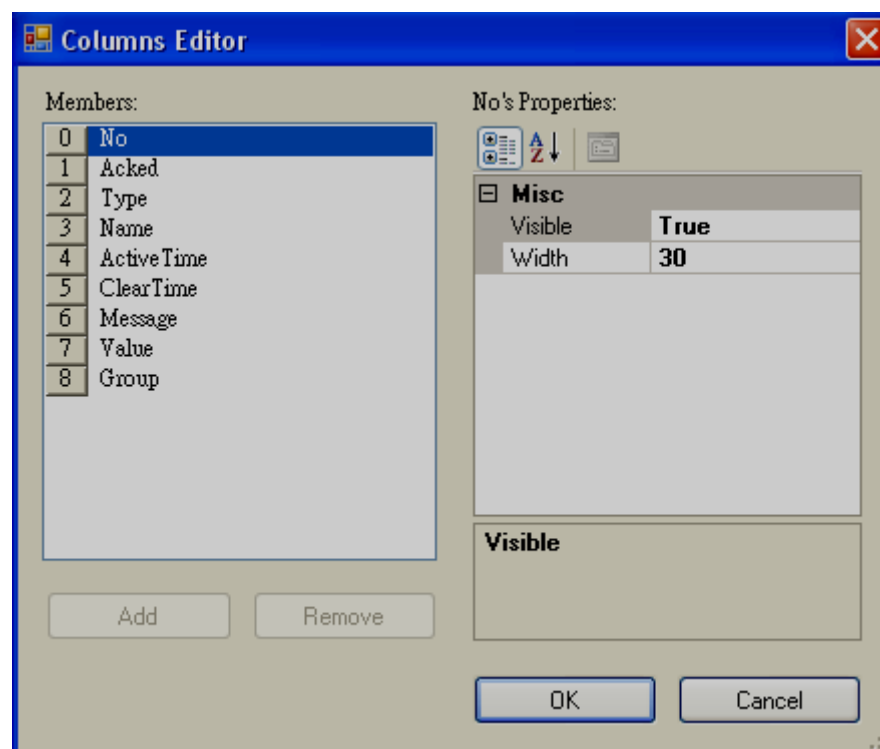 Columns Editor
Members:
0 No
1 Acked
2 Type
3 Name
4 ActiveTime
5 ClearTime
6 Message
7 Value
8 Group
Add
Remove
No's Properties:
A
Z
Misc
Visible True
Width 30
Visible
OK
Cancel